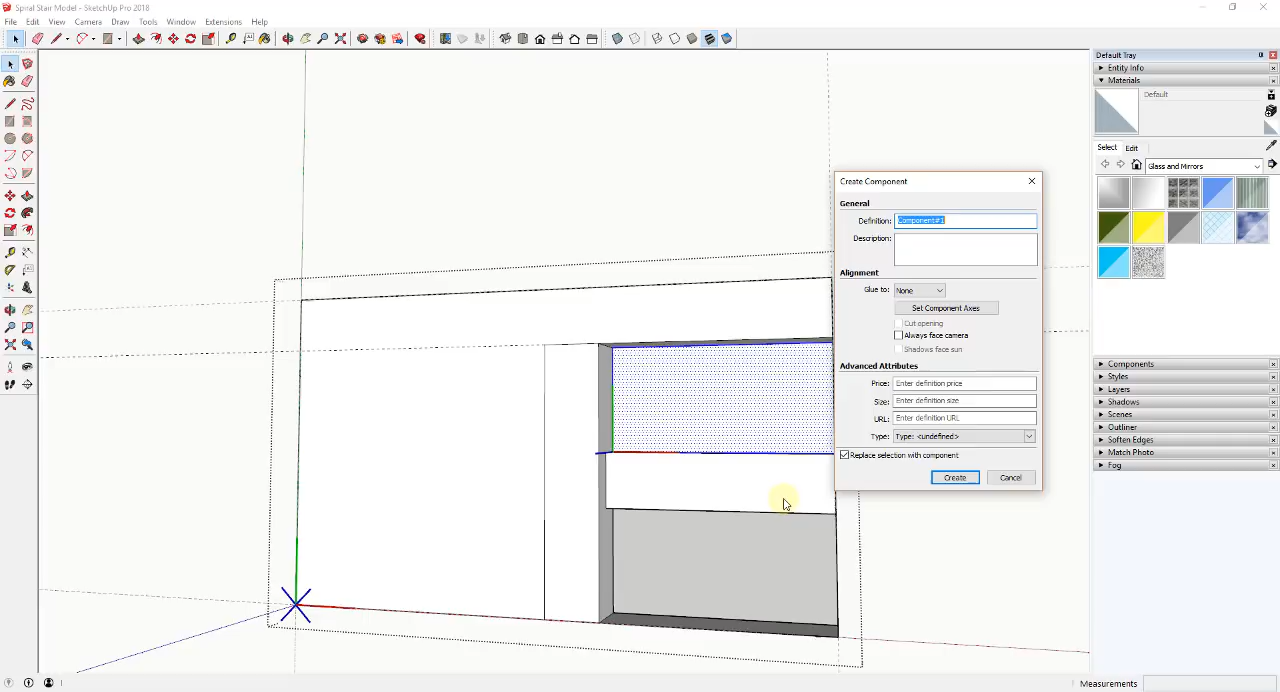 Spiral Stair Model - SketchUp Pro 2018
File Edit View Camera Draw Tools Window Extensions Help
Default Tray
Entity Info
Materials
Default
Select Edit
Glass and Mirrors
Create Component
General
Definition: Component#1
Description:
Alignment
Glue to: None
Set Component Axes
Cut opening
Always face camera
Shadows face sun
Advanced Attributes
Price: Enter definition price
Size: Enter definition size
URL: Enter definition URL
Type: Type: <undefined>
Replace selection with component
Create Cancel
Components
Styles
Layers
Shadows
Scenes
Outliner
Soften Edges
Match Photo
Fog
Measurements